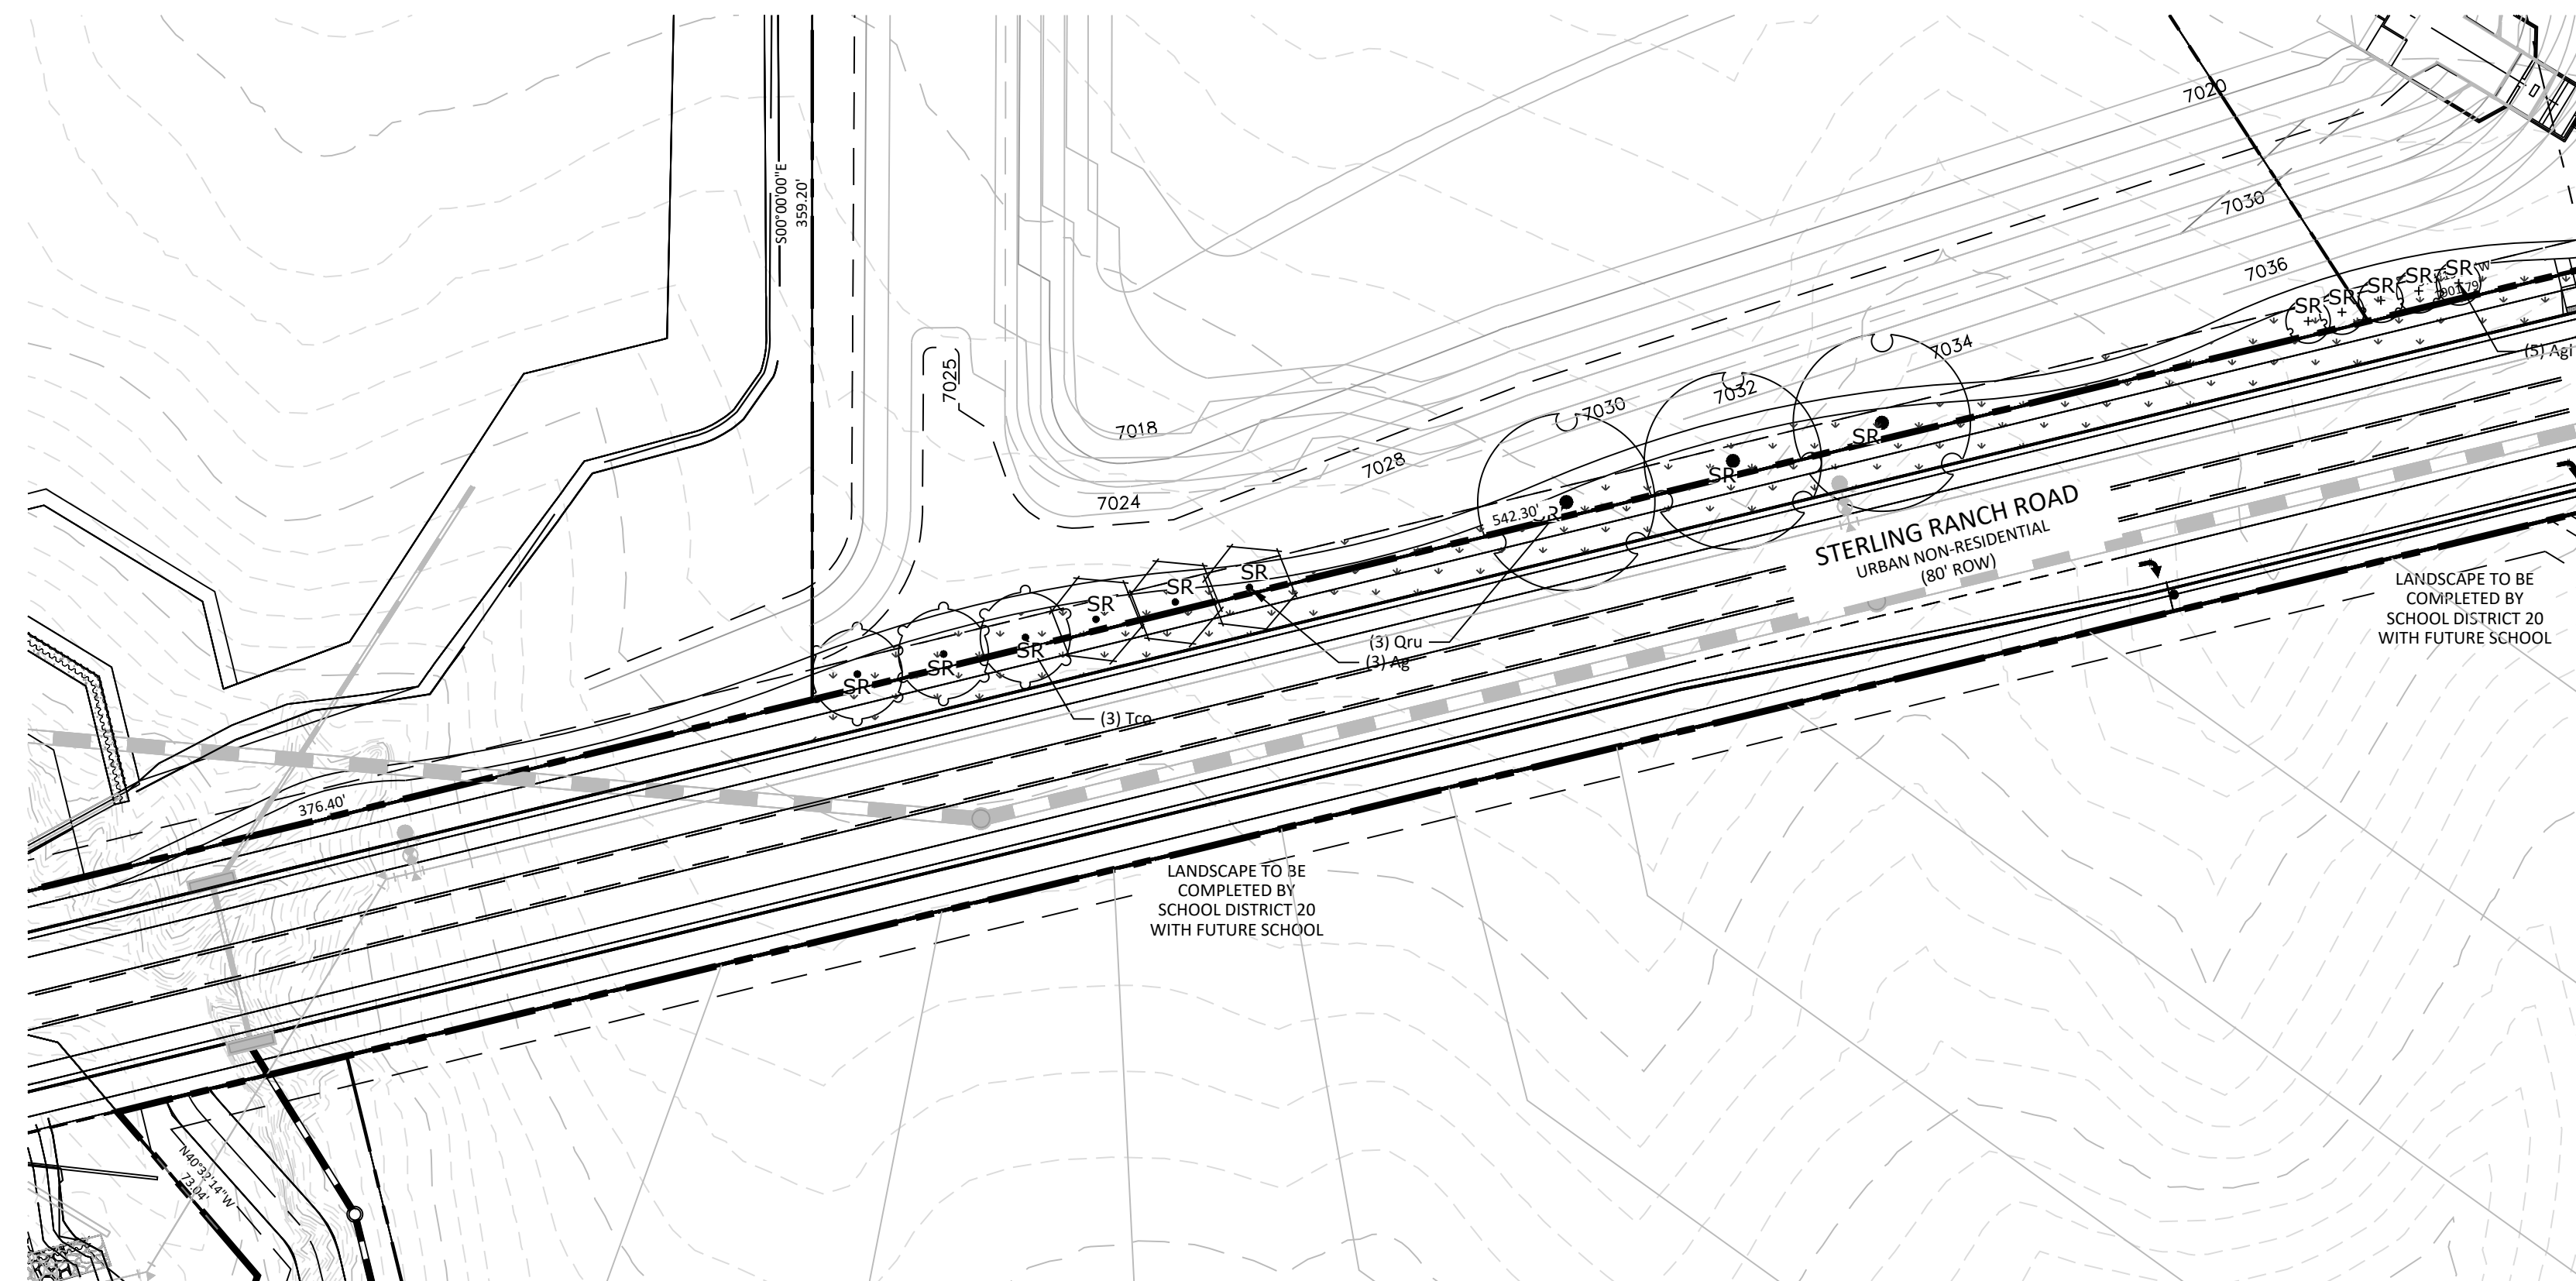 7020
S00°00'00"E
359.20'
7030
7036
SR
SR
SR
SR
SR
(5) Agi
7034
7032
7030
7025
7018
7028
7024
SR
SR
542.30'
STERLING RANCH ROAD
URBAN NON-RESIDENTIAL
(80' ROW)
SR
SR
SR
SR
SR
SR
(3) Qru
(3) Ag
(3) Tco
LANDSCAPE TO BE
COMPLETED BY
SCHOOL DISTRICT 20
WITH FUTURE SCHOOL
376.40'
LANDSCAPE TO BE
COMPLETED BY
SCHOOL DISTRICT 20
WITH FUTURE SCHOOL
N40°32'14"W
73.04'